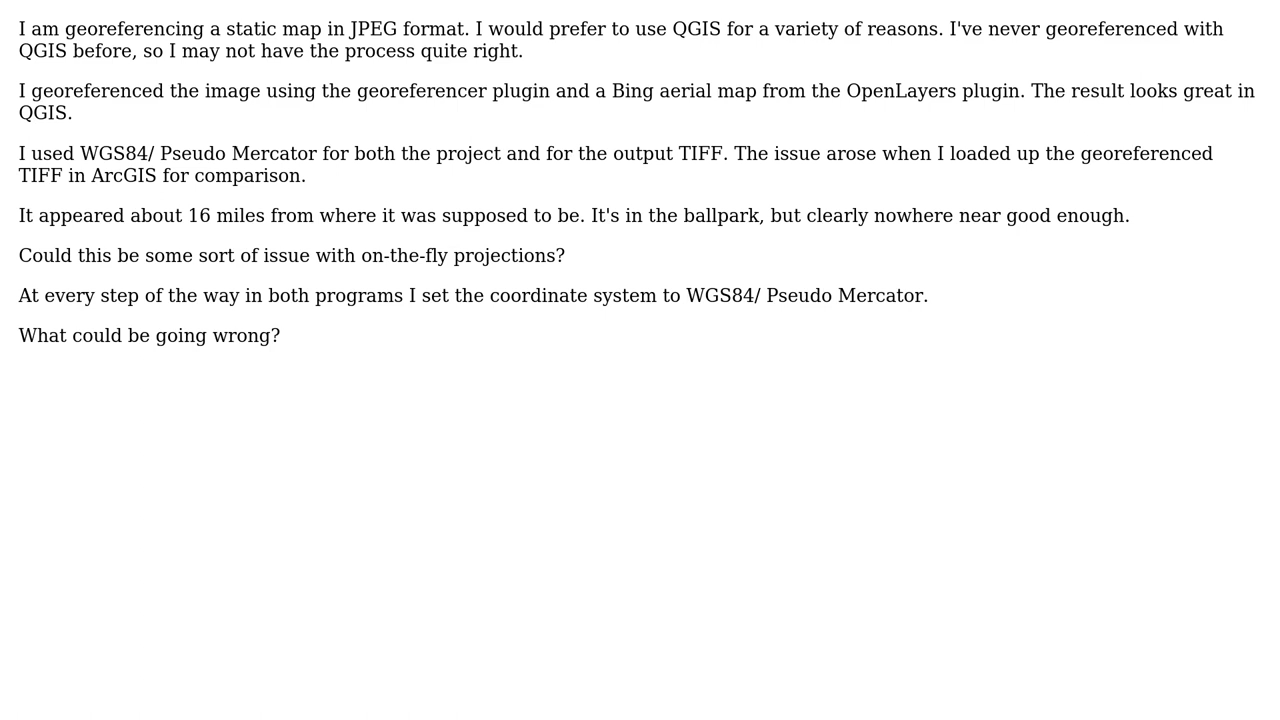 I am georeferencing a static map in JPEG format. I would prefer to use QGIS for a variety of reasons. I've never georeferenced with
QGIS before, so I may not have the process quite right.
I georeferenced the image using the georeferencer plugin and a Bing aerial map from the OpenLayers plugin. The result looks great in
QGIS.
I used WGS84/ Pseudo Mercator for both the project and for the output TIFF. The issue arose when I loaded up the georeferenced
TIFF in ArcGIS for comparison.
It appeared about 16 miles from where it was supposed to be. It's in the ballpark, but clearly nowhere near good enough.
Could this be some sort of issue with on-the-fly projections?
At every step of the way in both programs I set the coordinate system to WGS84/ Pseudo Mercator.
What could be going wrong?